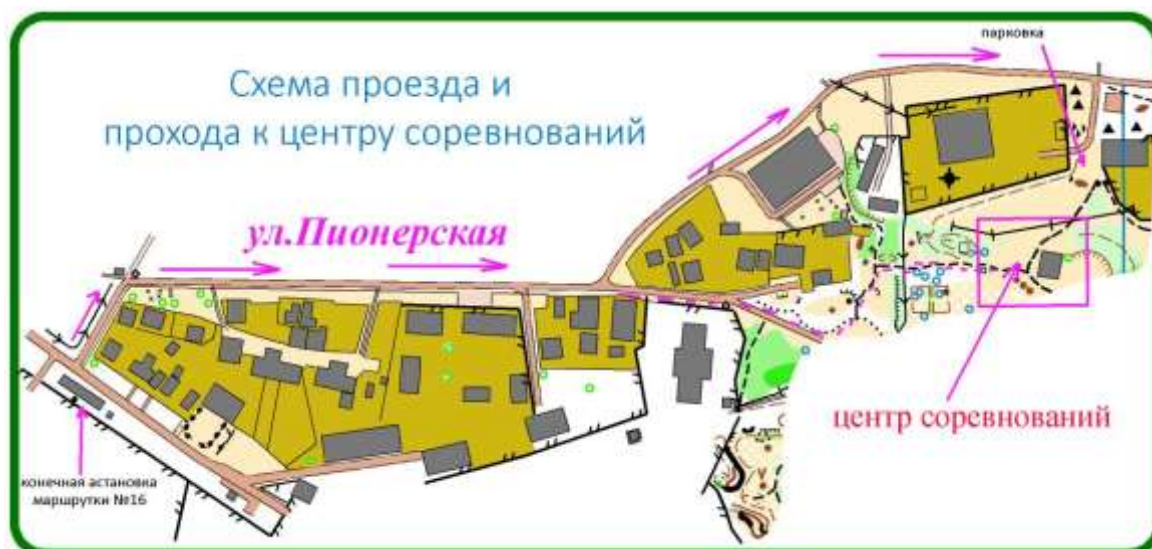 парковка
Схема проезда и
прохода к центру соревнований
ул.Пионерская
центр соревнований
конечная астановка
маршрутки №16